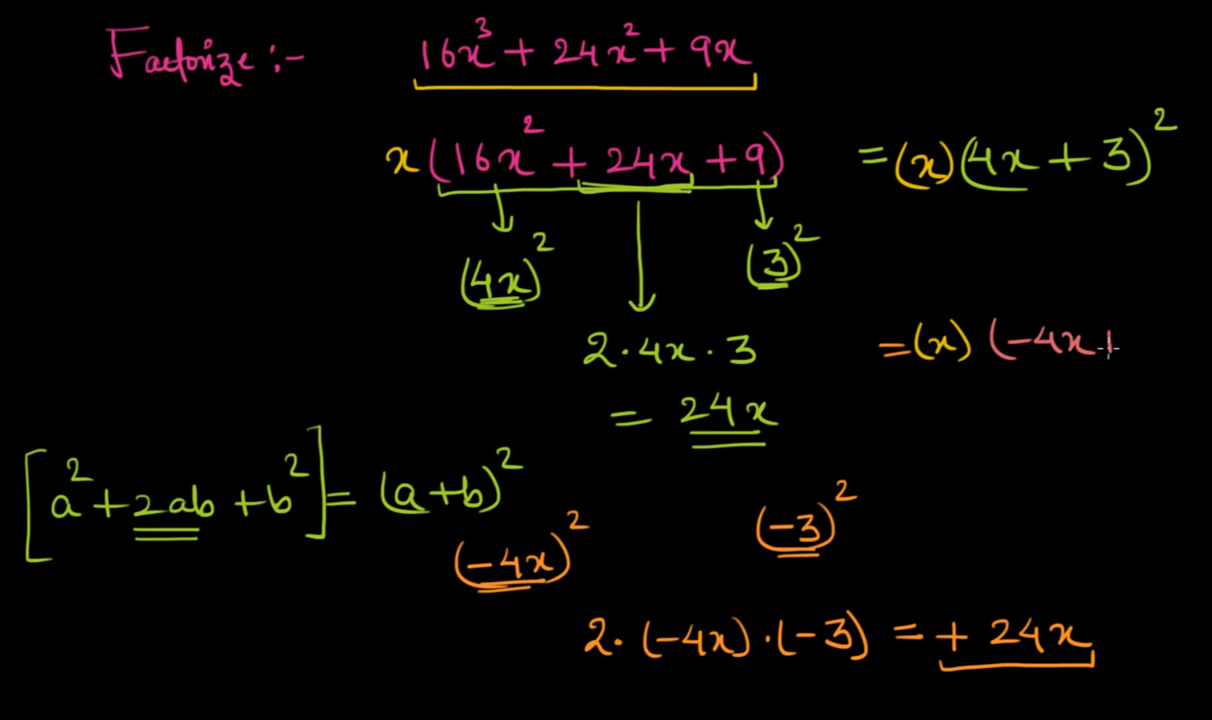 Factorize :- 16x³ + 24x² + 9x
x (16x² + 24x + 9) = (x)(4x + 3)²
(4x)² (3)²
2 · 4x · 3 = (x) (-4x +
= 24x
[a² + 2ab + b²] = (a + b)²
(-4x)² (-3)²
2 · (-4x) · (-3) = + 24x